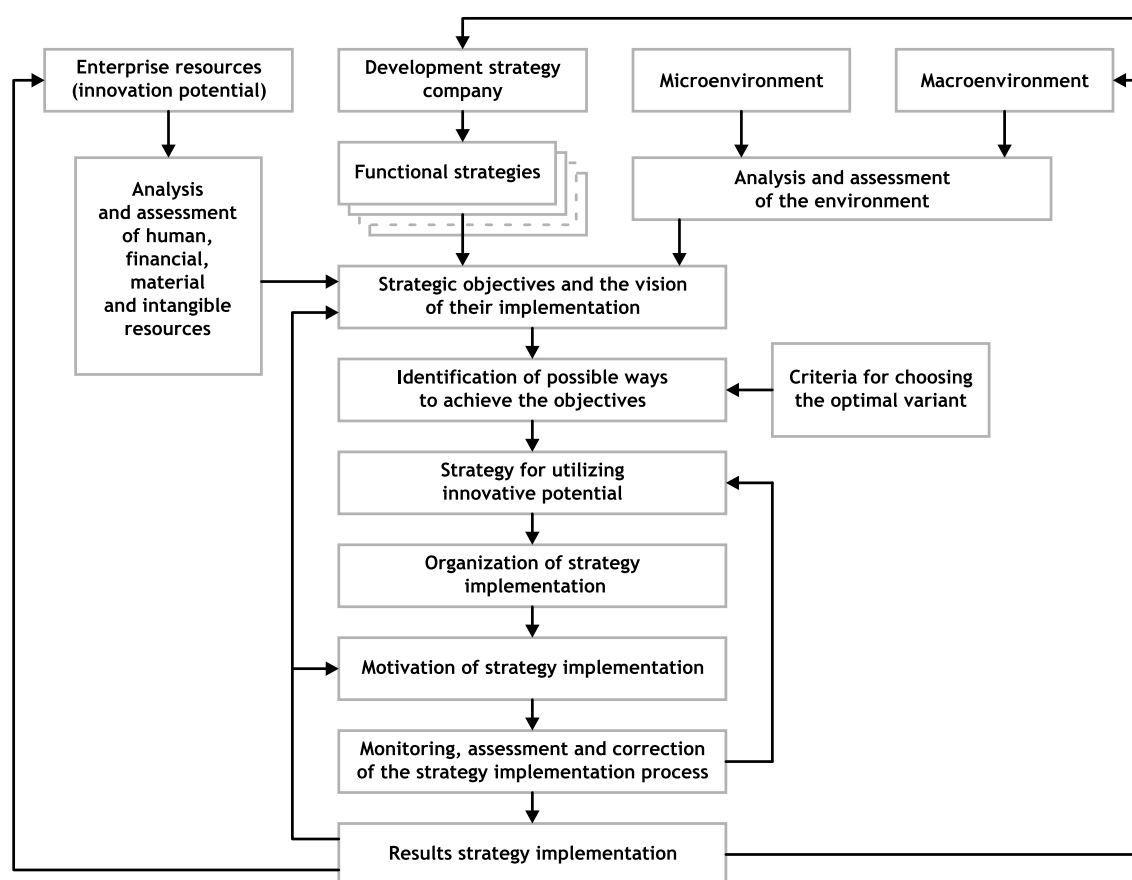 Enterprise resources
(innovation potential)
Development strategy
company
Microenvironment
Macroenvironment
Analysis
and assessment
of human,
financial,
material
and intangible
resources
Functional strategies
Analysis and assessment
of the environment
Strategic objectives and the vision
of their implementation
Identification of possible ways
to achieve the objectives
Criteria for choosing
the optimal variant
Strategy for utilizing
innovative potential
Organization of strategy
implementation
Motivation of strategy implementation
Monitoring, assessment and correction
of the strategy implementation process
Results strategy implementation